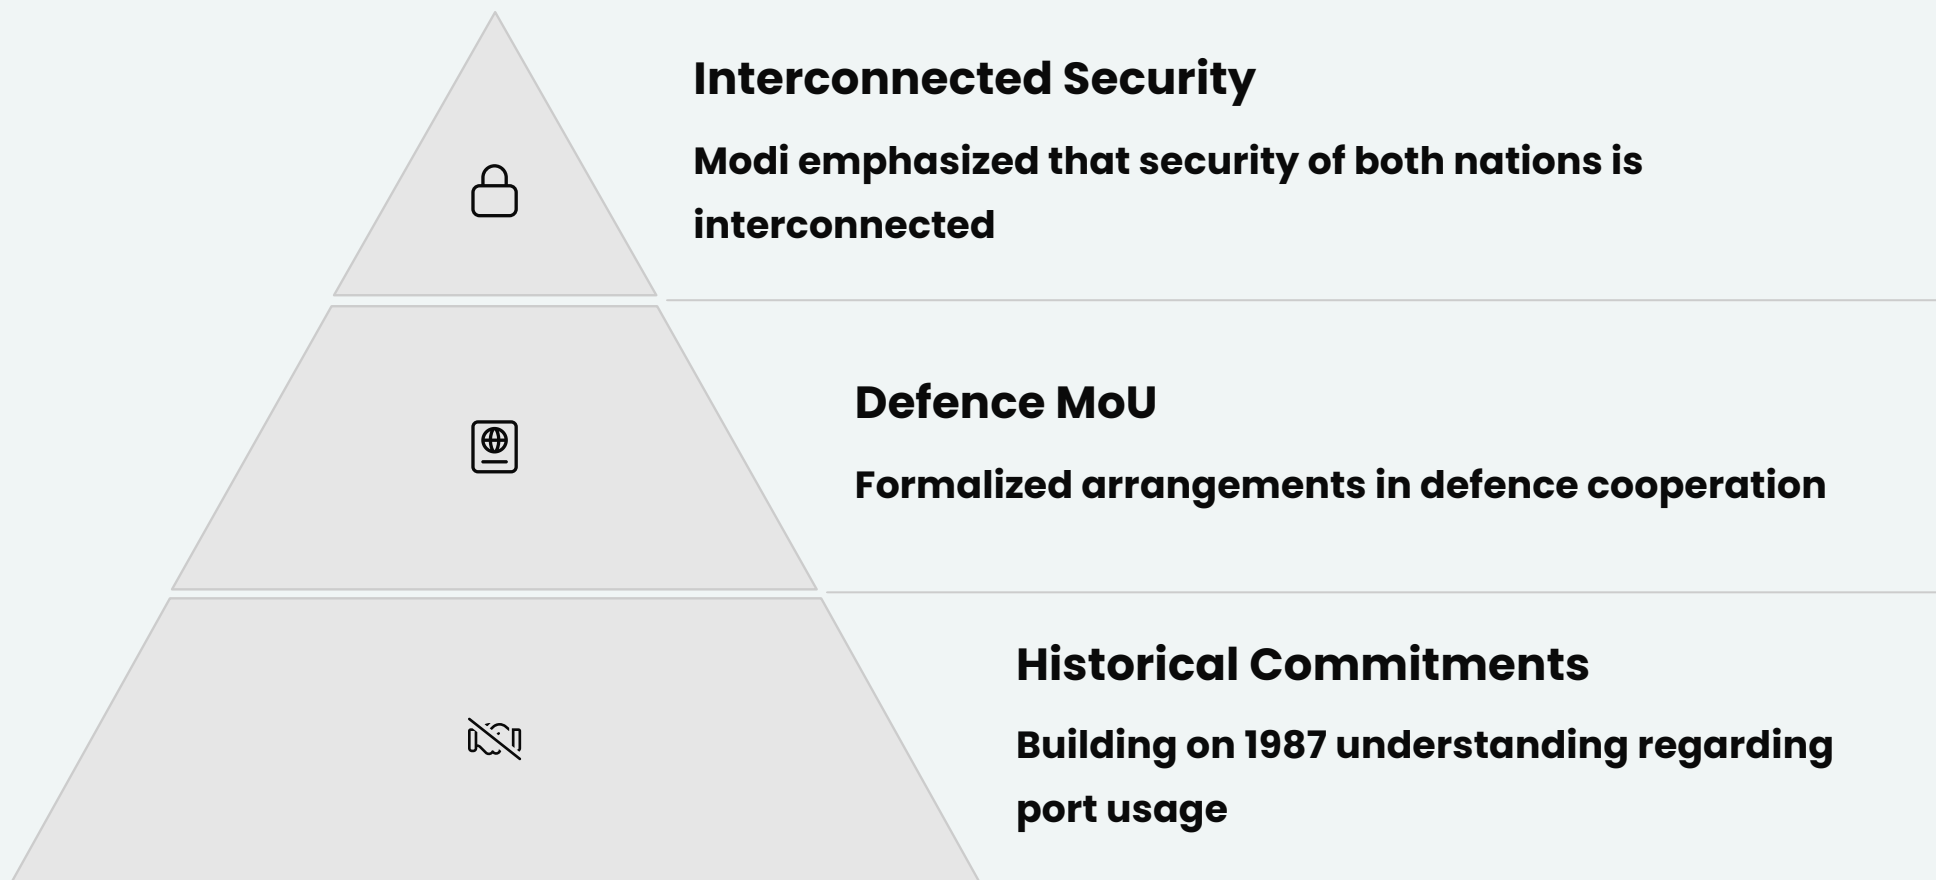 Interconnected Security
Modi emphasized that security of both nations is
interconnected
Defence MoU
Formalized arrangements in defence cooperation
Historical Commitments
Building on 1987 understanding regarding
port usage